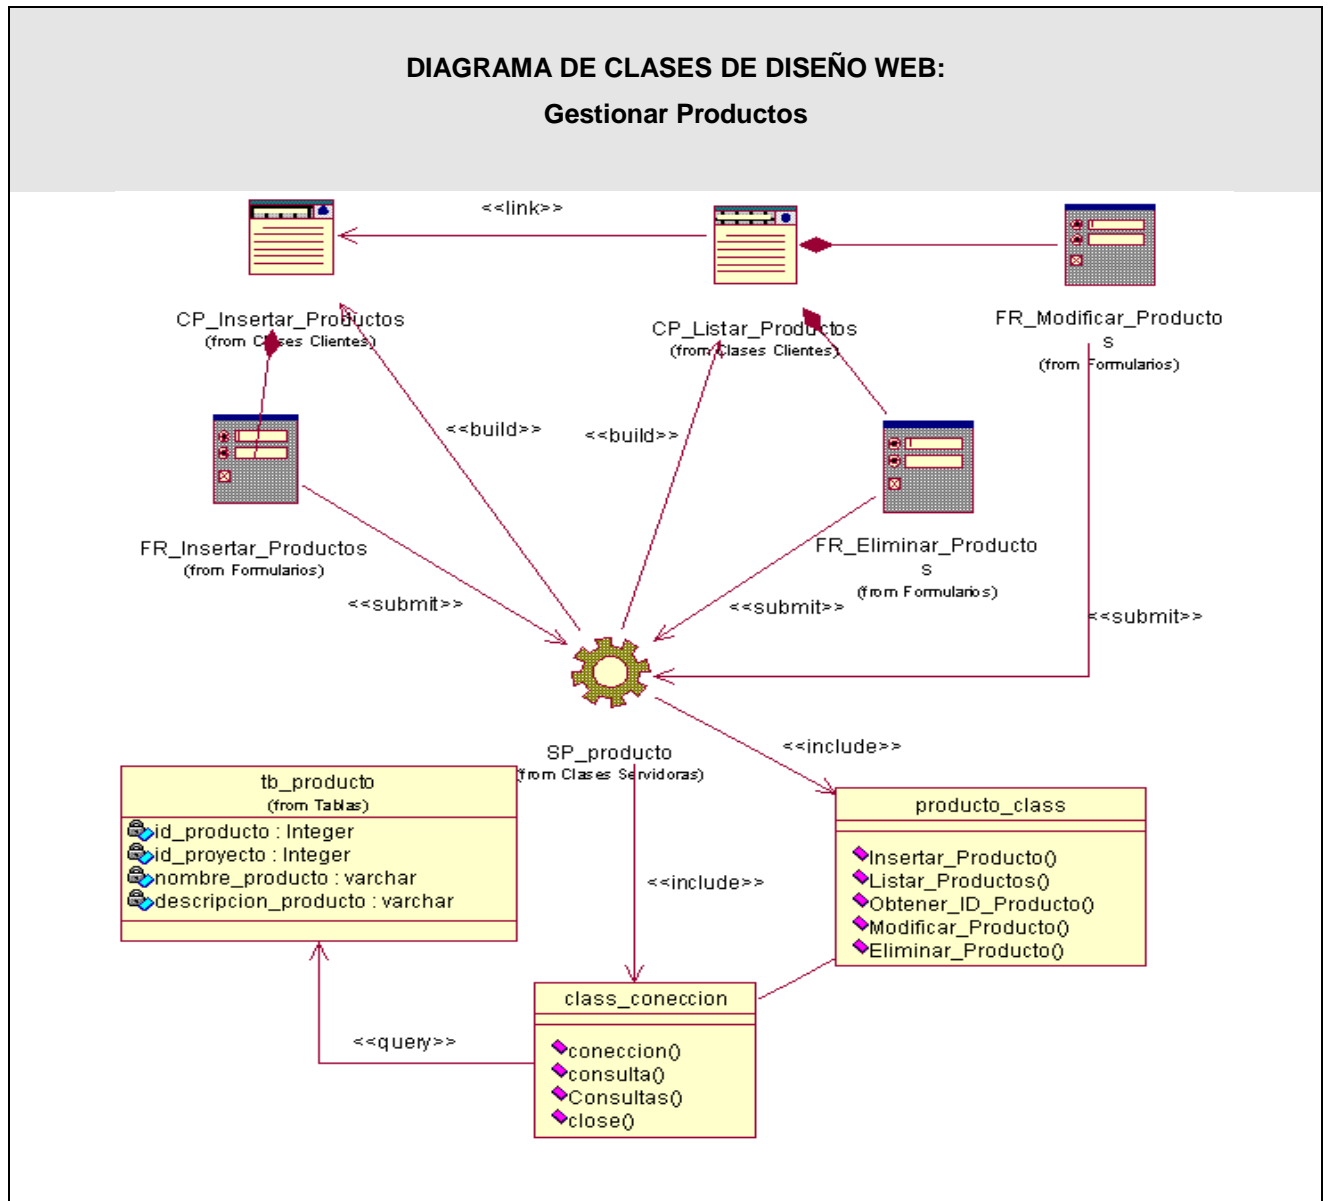 DIAGRAMA DE CLASES DE DISEÑO WEB:
Gestionar Productos
<<link>>
CP_Insertar_Productos
(from Clases Clientes)
CP_Listar_Productos
(from Clases Clientes)
FR_Modificar_Producto
s
(from Formularios)
<<build>>
<<build>>
FR_Insertar_Productos
(from Formularios)
FR_Eliminar_Producto
s
(from Formularios)
<<submit>>
<<submit>>
<<submit>>
SP_producto
(from Clases Servidoras)
<<include>>
tb_producto
(from Tablas)
id_producto : Integer
id_proyecto : Integer
nombre_producto : varchar
descripcion_producto : varchar
producto_class
Insertar_Producto()
Listar_Productos()
Obtener_ID_Producto()
Modificar_Producto()
Eliminar_Producto()
<<include>>
class_coneccion
coneccion()
consulta()
Consultas()
close()
<<query>>